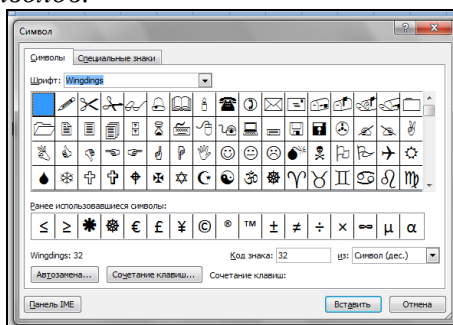 Символ
Символы Специальные знаки
Шрифт: Wingdings
Ранее использовавшиеся символы:
≤ ≥ ✱ ☸ € £ ¥ © ® ™ ± ≠ ÷ × ∞ µ α
Wingdings: 32 Код знака: 32 из: Символ (дес.)
Автозамена... Сочетание клавиш... Сочетание клавиш:
Панель IME Вставить Отмена